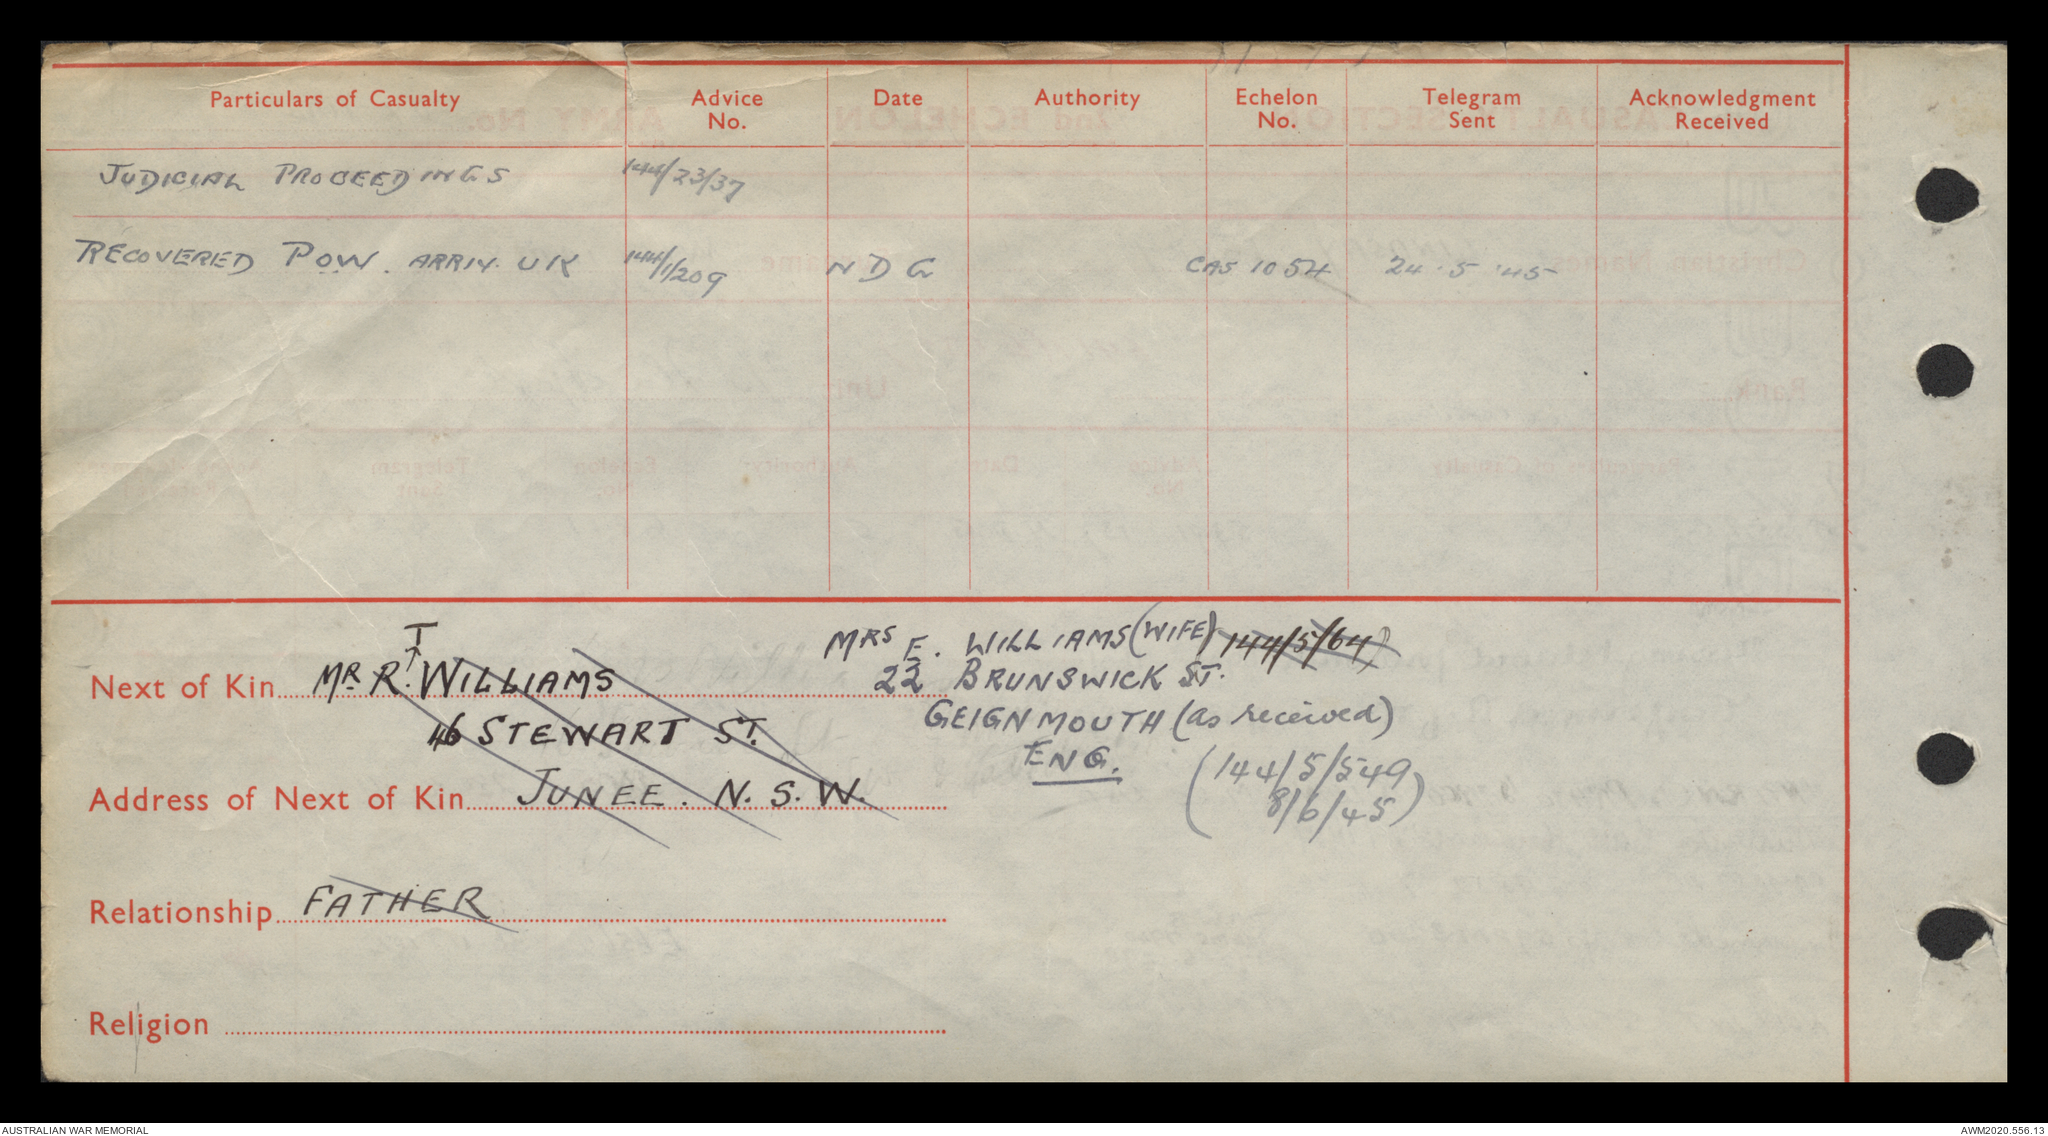 Particulars of Casualty Advice No. Date Authority Echelon No. Telegram Sent Acknowledgment Received
JUDICIAL PROCEEDINGS 144/23/37
RECOVERED P.O.W. ARRIV. UK 144/1/209 N D G CAS 1054 24.5.45
Next of Kin MR R.T WILLIAMS
46 STEWART ST.
Address of Next of Kin JUNEE. N.S.W.
MRS E. WILLIAMS (WIFE) 144/5/64
22 BRUNSWICK ST.
GEIGNMOUTH (as received)
ENG.
(144/5/549
8/6/45)
Relationship FATHER
Religion
AUSTRALIAN WAR MEMORIAL
AWM2020.556.13